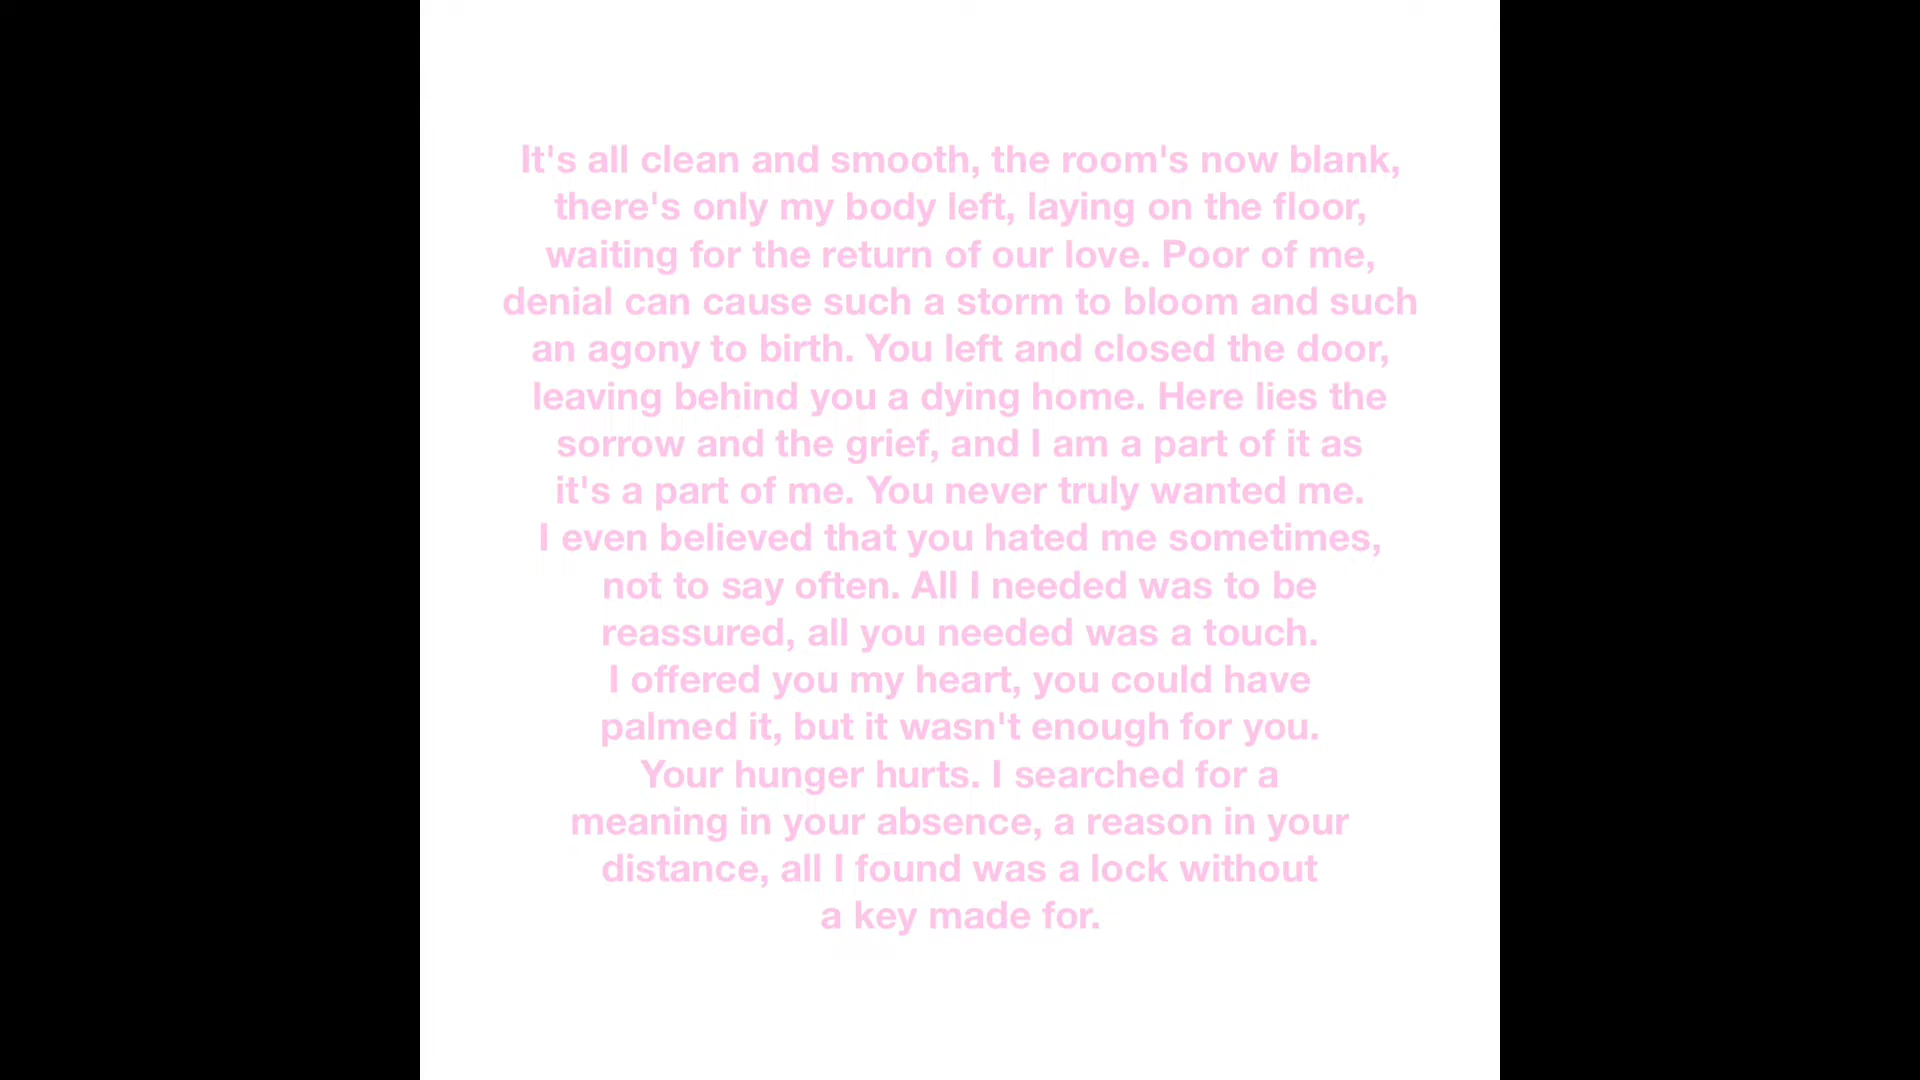 It's all clean and smooth, the room's now blank,
there's only my body left, laying on the floor,
waiting for the return of our love. Poor of me,
denial can cause such a storm to bloom and such
an agony to birth. You left and closed the door,
leaving behind you a dying home. Here lies the
sorrow and the grief, and I am a part of it as
it's a part of me. You never truly wanted me.
I even believed that you hated me sometimes,
not to say often. All I needed was to be
reassured, all you needed was a touch.
I offered you my heart, you could have
palmed it, but it wasn't enough for you.
Your hunger hurts. I searched for a
meaning in your absence, a reason in your
distance, all I found was a lock without
a key made for.